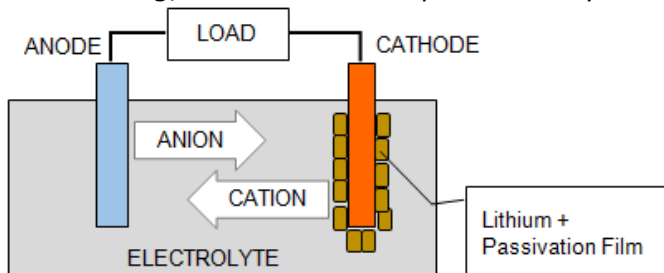 LOAD
ANODE
CATHODE
ANION
CATION
Lithium +
Passivation Film
ELECTROLYTE